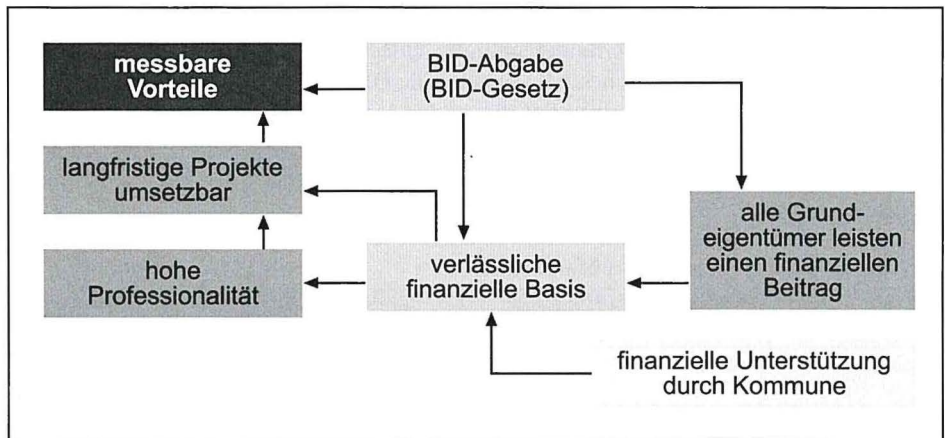 messbare
Vorteile
BID-Abgabe
(BID-Gesetz)
langfristige Projekte
umsetzbar
alle Grund-
eigentümer leisten
einen finanziellen
Beitrag
hohe
Professionalität
verlässliche
finanzielle Basis
finanzielle Unterstützung
durch Kommune